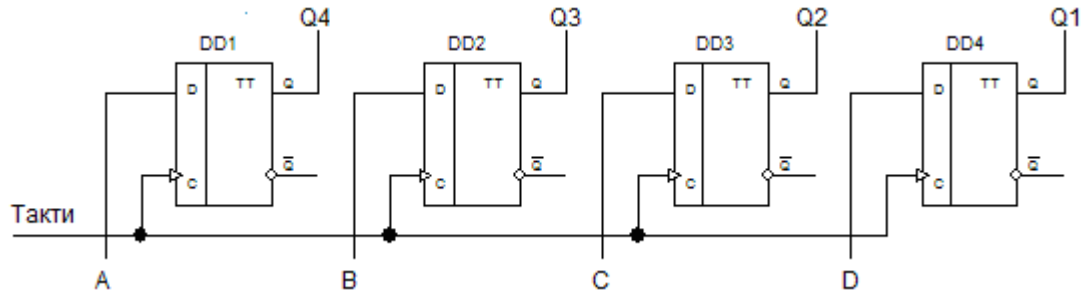 Q4 Q3 Q2 Q1
DD1 DD2 DD3 DD4
D TT Q D TT Q D TT Q D TT Q
C Q̅ C Q̅ C Q̅ C Q̅
Такти
A B C D